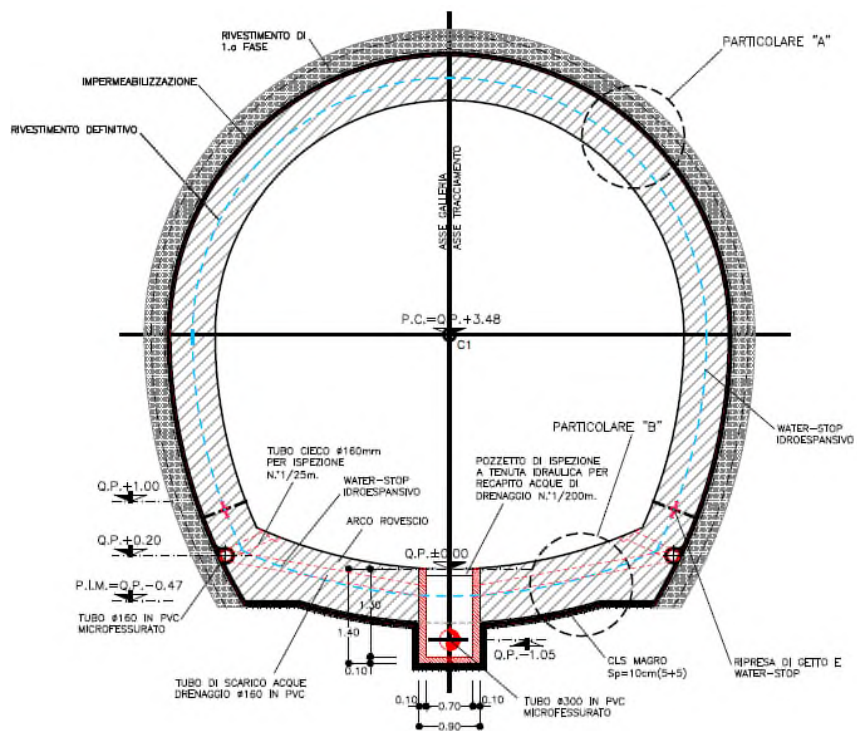 RIVESTIMENTO DI
1.a FASE
PARTICOLARE "A"
IMPERMEABILIZZAZIONE
RIVESTIMENTO DEFINITIVO
ASSE GALLERIA
ASSE TRACCIAMENTO
P.C.=Q.P.+3.48
C1
PARTICOLARE "B"
WATER-STOP
IDROESPANSIVO
TUBO CIECO ø160mm
PER ISPEZIONE
N.°1/25m.
POZZETTO DI ISPEZIONE
A TENUTA IDRAULICA PER
RECAPITO ACQUE DI
DRENAGGIO N.°1/200m.
WATER-STOP
IDROESPANSIVO
Q.P.+1.00
ARCO ROVESCIO
Q.P.+0.20
Q.P.±0.00
P.I.M.=Q.P.-0.47
TUBO ø160 IN PVC
MICROFESSURATO
1.30
1.40
0.10
Q.P.-1.05
TUBO DI SCARICO ACQUE
DRENAGGIO ø160 IN PVC
CLS MAGRO
Sp=10cm(5+5)
RIPRESA DI GETTO E
WATER-STOP
0.10
0.70
0.10
0.90
TUBO ø300 IN PVC
MICROFESSURATO